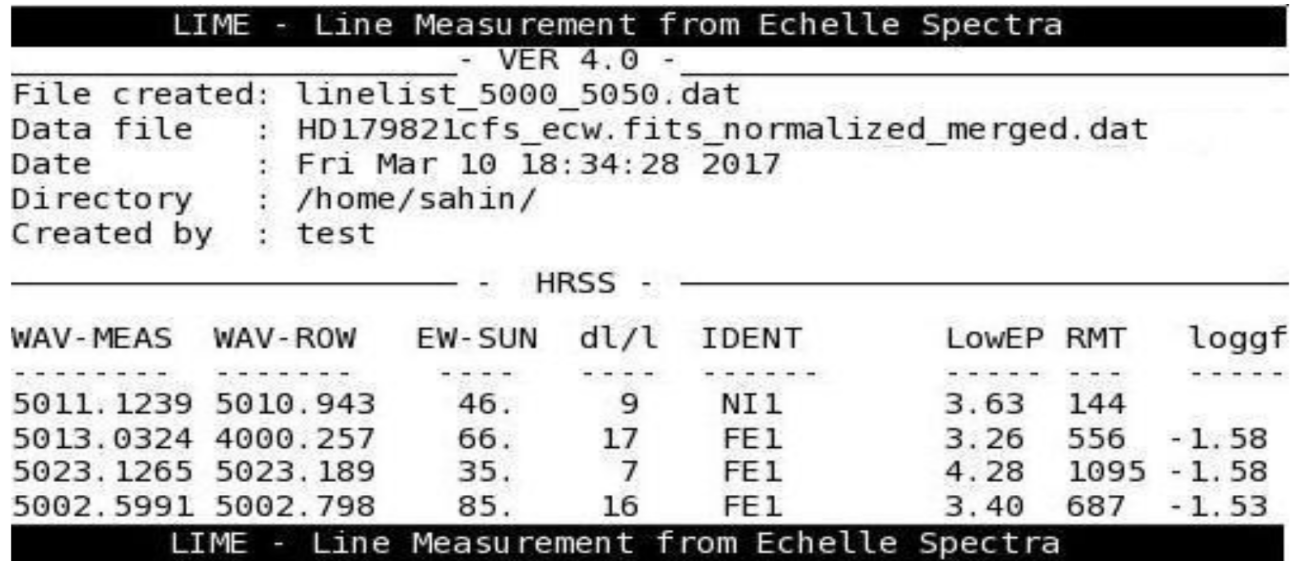 LIME - Line Measurement from Echelle Spectra
- VER 4.0 -
File created: linelist_5000_5050.dat
Data file : HD179821cfs_ecw.fits_normalized_merged.dat
Date : Fri Mar 10 18:34:28 2017
Directory : /home/sahin/
Created by : test
- HRSS -
WAV-MEAS WAV-ROW EW-SUN dl/l IDENT LowEP RMT loggf
-------- ------- ---- ---- ------ ----- --- -----
5011.1239 5010.943 46. 9 NI1 3.63 144
5013.0324 4000.257 66. 17 FE1 3.26 556 -1.58
5023.1265 5023.189 35. 7 FE1 4.28 1095 -1.58
5002.5991 5002.798 85. 16 FE1 3.40 687 -1.53
LIME - Line Measurement from Echelle Spectra